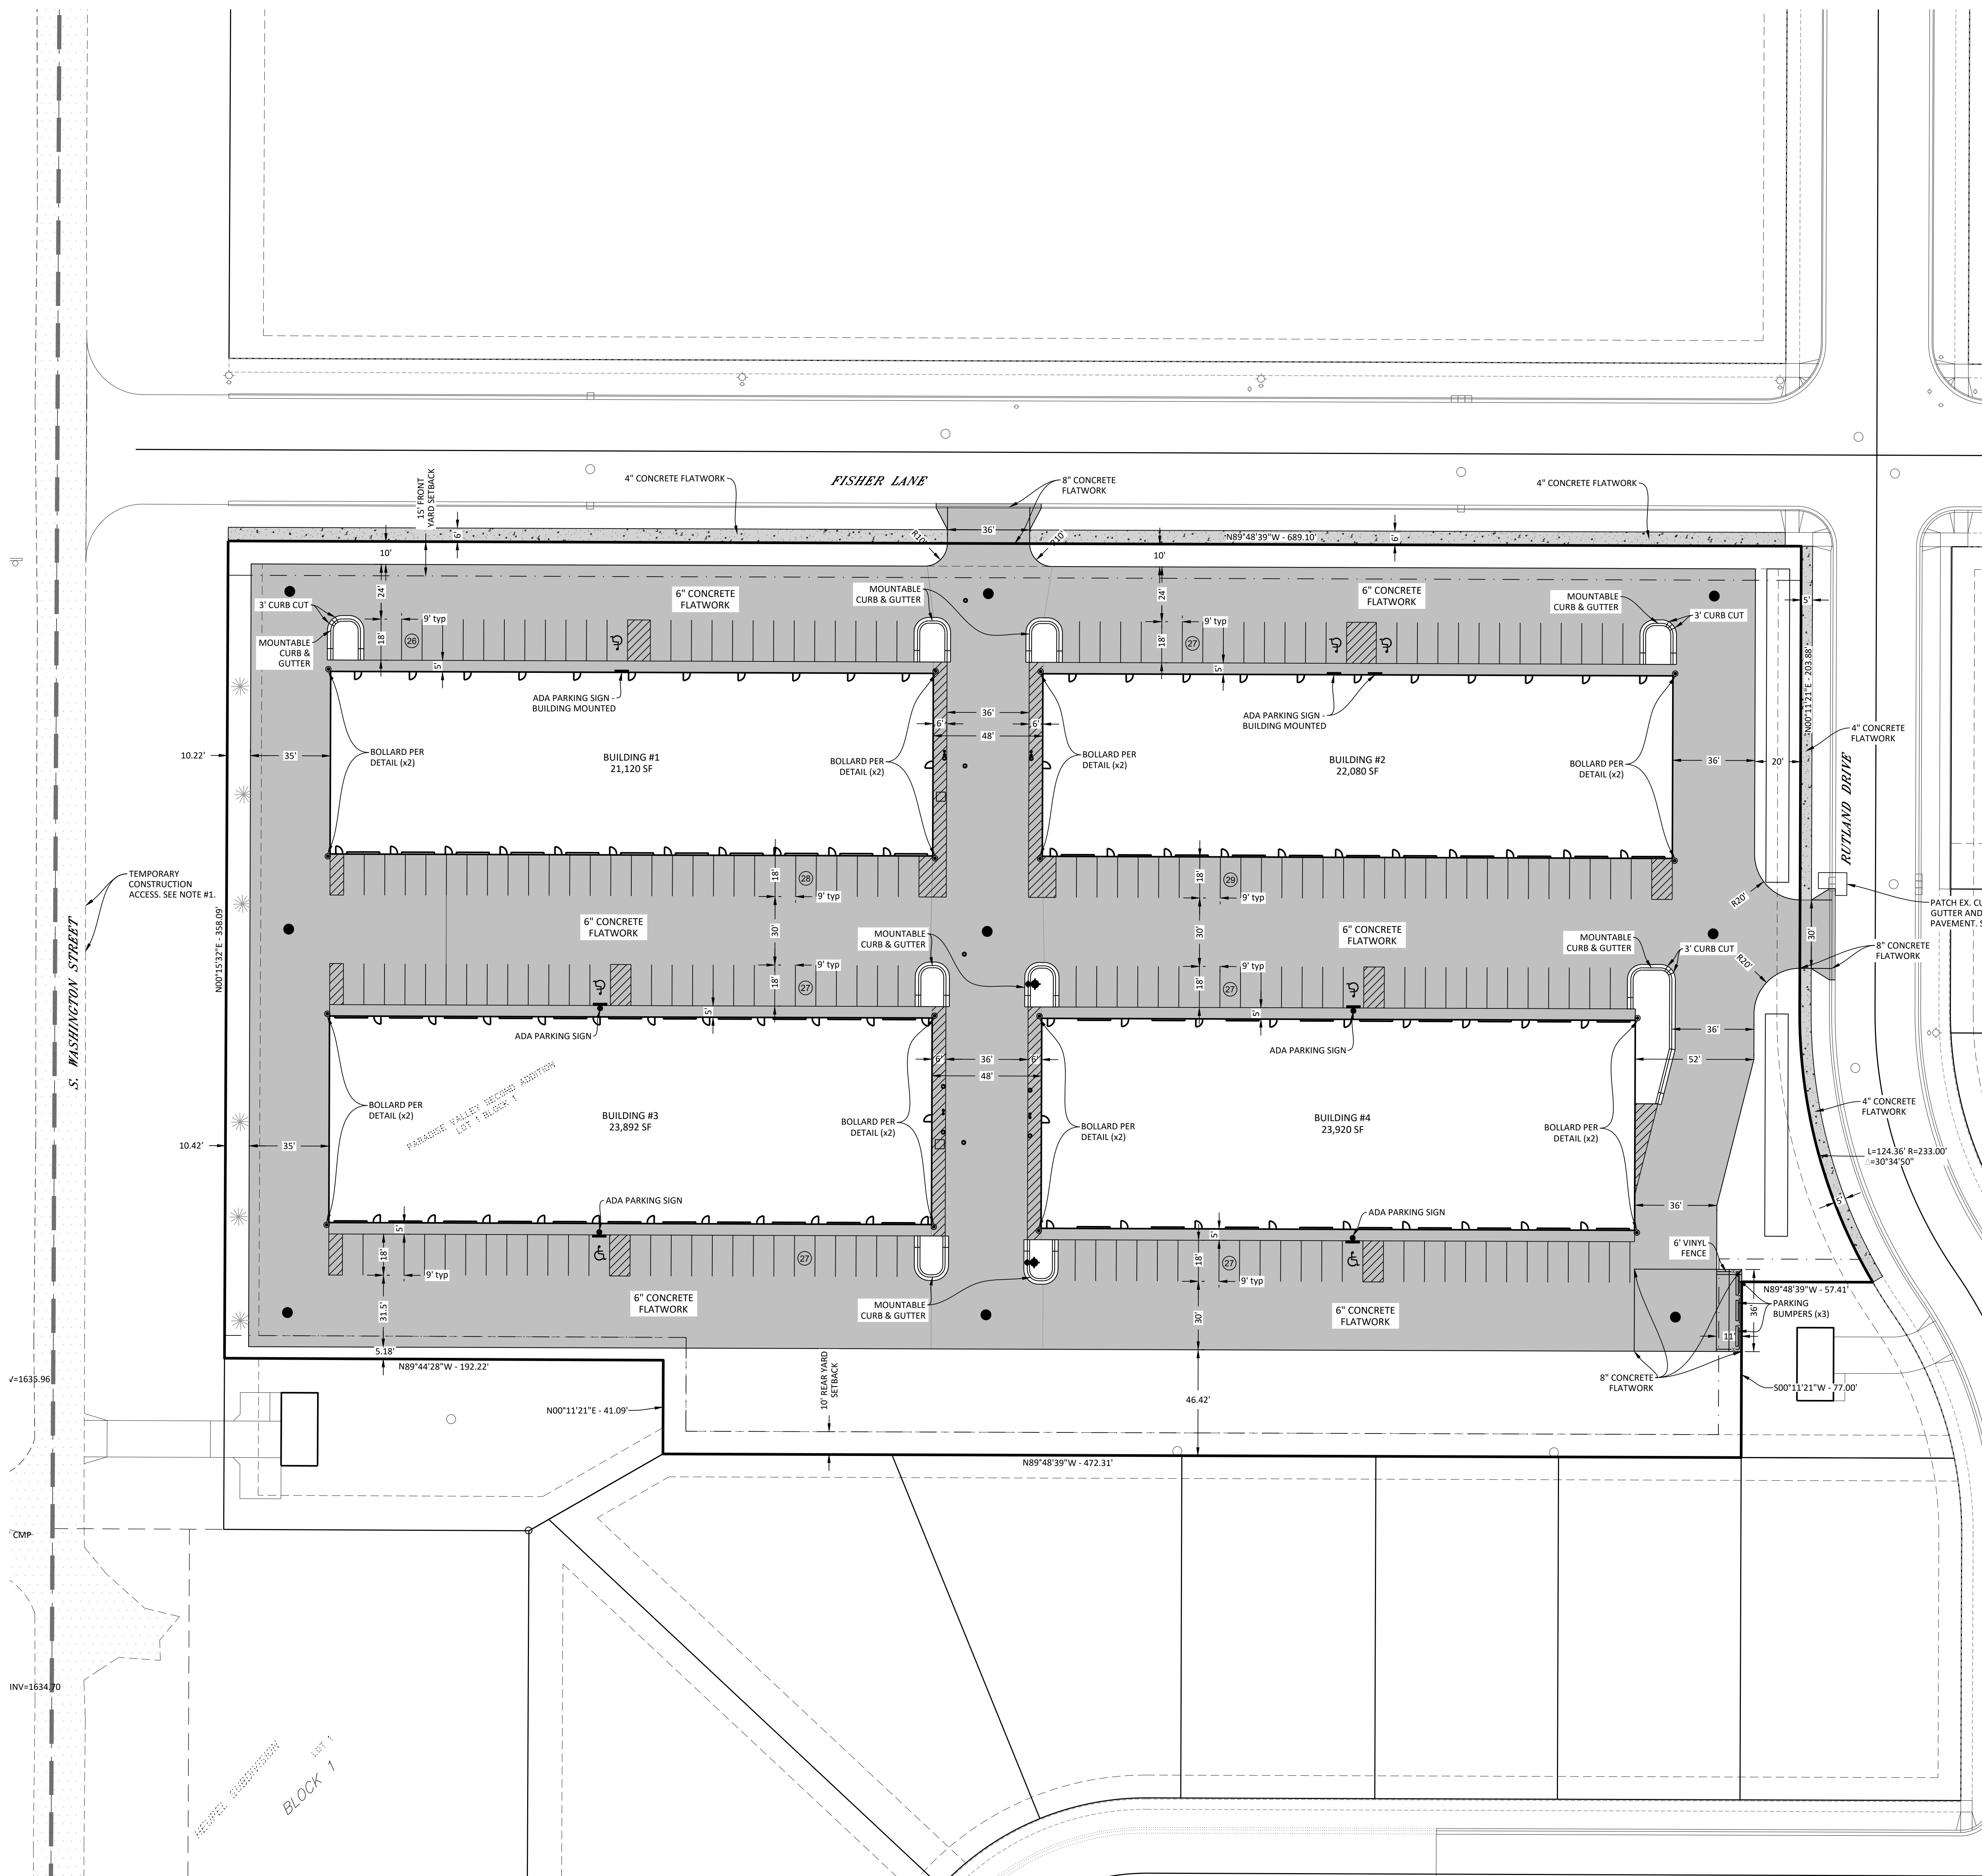 15' FRONT
YARD SETBACK
4" CONCRETE FLATWORK
FISHER LANE
8" CONCRETE
FLATWORK
4" CONCRETE FLATWORK
6'
36'
R10'
R10'
N89°48'39"W - 689.10'
6'
10'
10'
24'
6" CONCRETE
FLATWORK
MOUNTABLE
CURB & GUTTER
24'
6" CONCRETE
FLATWORK
MOUNTABLE
CURB & GUTTER
5'
3' CURB CUT
9' typ
9' typ
3' CURB CUT
MOUNTABLE
CURB &
GUTTER
18'
26
18'
27
5'
5'
N00°11'21"E - 203.88'
ADA PARKING SIGN -
BUILDING MOUNTED
36'
6'
6'
48'
ADA PARKING SIGN -
BUILDING MOUNTED
4" CONCRETE
FLATWORK
10.22'
35'
BOLLARD PER
DETAIL (x2)
BUILDING #1
21,120 SF
BOLLARD PER
DETAIL (x2)
BOLLARD PER
DETAIL (x2)
BUILDING #2
22,080 SF
BOLLARD PER
DETAIL (x2)
36'
20'
RUTLAND DRIVE
TEMPORARY
CONSTRUCTION
ACCESS. SEE NOTE #1.
18'
28
9' typ
18'
29
9' typ
R20'
PATCH EX. CU
GUTTER AND
PAVEMENT. S
S. WASHINGTON STREET
N00°15'32"E - 358.09'
6" CONCRETE
FLATWORK
30'
MOUNTABLE
CURB & GUTTER
30'
6" CONCRETE
FLATWORK
MOUNTABLE
CURB & GUTTER
3' CURB CUT
30'
8" CONCRETE
FLATWORK
R20'
9' typ
18'
27
9' typ
18'
27
5'
5'
ADA PARKING SIGN
ADA PARKING SIGN
36'
52'
6'
36'
6'
48'
PARADISE VALLEY SECOND ADDITION
LOT 1 BLOCK 1
BOLLARD PER
DETAIL (x2)
BUILDING #3
23,892 SF
BOLLARD PER
DETAIL (x2)
BOLLARD PER
DETAIL (x2)
BUILDING #4
23,920 SF
BOLLARD PER
DETAIL (x2)
4" CONCRETE
FLATWORK
10.42'
35'
L=124.36' R=233.00'
△=30°34'50"
5'
ADA PARKING SIGN
ADA PARKING SIGN
36'
5'
5'
18'
27
9' typ
18'
27
9' typ
6' VINYL
FENCE
N89°48'39"W - 57.41'
31.5'
6" CONCRETE
FLATWORK
MOUNTABLE
CURB & GUTTER
30'
6" CONCRETE
FLATWORK
36'
PARKING
BUMPERS (x3)
11'
5.18'
N89°44'28"W - 192.22'
V=1635.96
10' REAR YARD
SETBACK
46.42'
8" CONCRETE
FLATWORK
S00°11'21"W - 77.00'
N00°11'21"E - 41.09'
N89°48'39"W - 472.31'
CMP
INV=1634.70
SUBDIVISION
LOT 1
BLOCK 1